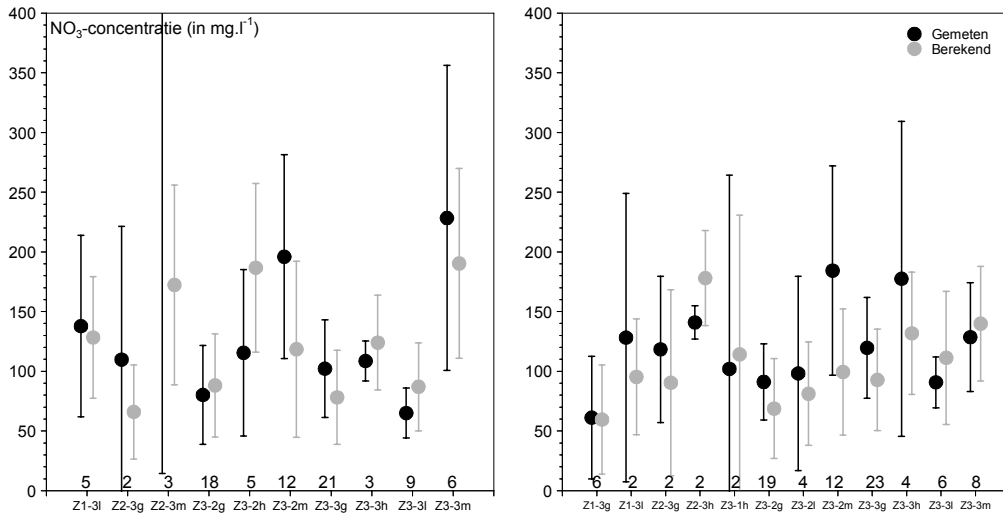 NO₃-concentratie (in mg.l⁻¹)
400
350
300
250
200
150
100
50
0
5 2 3 18 5 12 21 3 9 6
Z1-3l Z2-3g Z2-3m Z3-2g Z3-2h Z3-2m Z3-3g Z3-3h Z3-3l Z3-3m
Gemeten
Berekend
400
350
300
250
200
150
100
50
0
6 2 2 2 2 19 4 12 23 4 6 8
Z1-3g Z1-3l Z2-3g Z2-3h Z3-1h Z3-2g Z3-2l Z3-2m Z3-3g Z3-3h Z3-3l Z3-3m